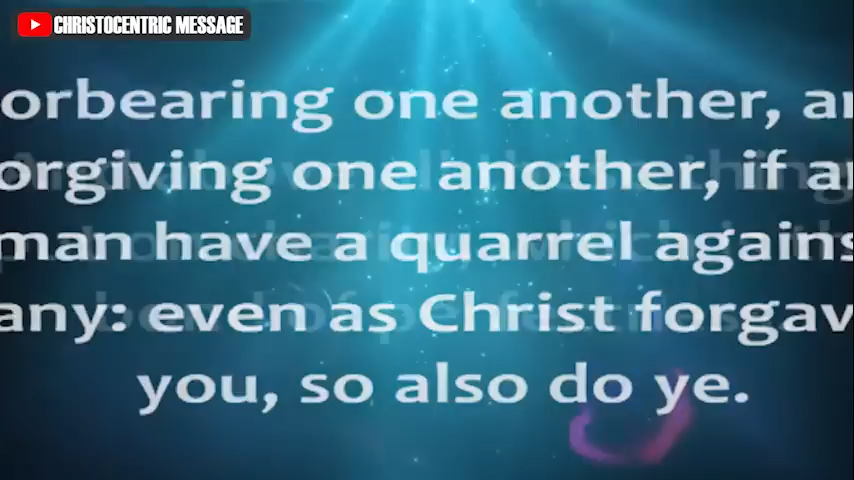 CHRISTOCENTRIC MESSAGE
orbearing one another, a
orgiving one another, if a
man have a quarrel agains
any: even as Christ forgav
you, so also do ye.